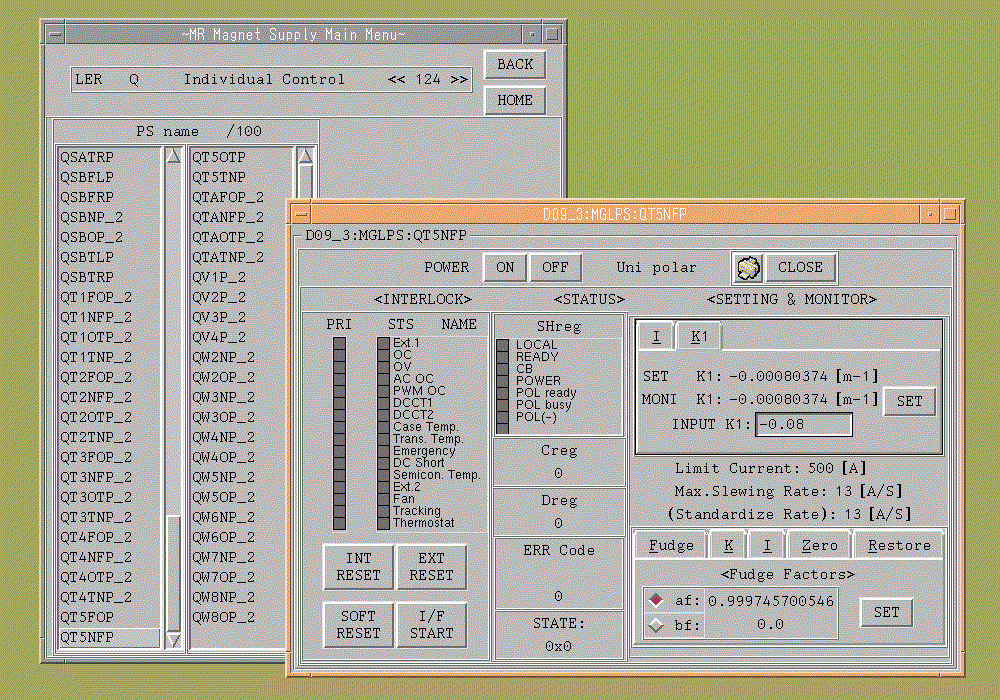 ~MR Magnet Supply Main Menu~
LER Q Individual Control << 124 >>
BACK
HOME
PS name /100
QSATRP
QSBFLP
QSBFRP
QSBNP_2
QSBOP_2
QSBTLP
QSBTRP
QT1FOP_2
QT1NFP_2
QT1OTP_2
QT1TNP_2
QT2FOP_2
QT2NFP_2
QT2OTP_2
QT2TNP_2
QT3FOP_2
QT3NFP_2
QT3OTP_2
QT3TNP_2
QT4FOP_2
QT4NFP_2
QT4OTP_2
QT4TNP_2
QT5FOP
QT5NFP
QT5OTP
QT5TNP
QTAFOP_2
QTANFP_2
QTAOTP_2
QTATNP_2
QV1P_2
QV2P_2
QV3P_2
QV4P_2
QW2NP_2
QW2OP_2
QW3NP_2
QW3OP_2
QW4NP_2
QW4OP_2
QW5NP_2
QW5OP_2
QW6NP_2
QW6OP_2
QW7NP_2
QW7OP_2
QW8NP_2
QW8OP_2
D09_3:MGLPS:QT5NFP
D09_3:MGLPS:QT5NFP
POWER ON OFF Uni polar CLOSE
<INTERLOCK> <STATUS> <SETTING & MONITOR>
PRI STS NAME
Ext.1
OC
OV
AC OC
PWM OC
DCCT1
DCCT2
Case Temp.
Trans. Temp.
Emergency
DC Short
Semicon. Temp.
Ext.2
Fan
Tracking
Thermostat
INT RESET
EXT RESET
SOFT RESET
I/F START
SHreg
LOCAL
READY
CB
POWER
POL ready
POL busy
POL(-)
Creg
0
Dreg
0
ERR Code
0
STATE:
0x0
I K1
SET K1: -0.00080374 [m-1]
MONI K1: -0.00080374 [m-1]
SET
INPUT K1: -0.08
Limit Current: 500 [A]
Max.Slewing Rate: 13 [A/S]
(Standardize Rate): 13 [A/S]
Fudge K I Zero Restore
<Fudge Factors>
af: 0.999745700546
bf: 0.0
SET